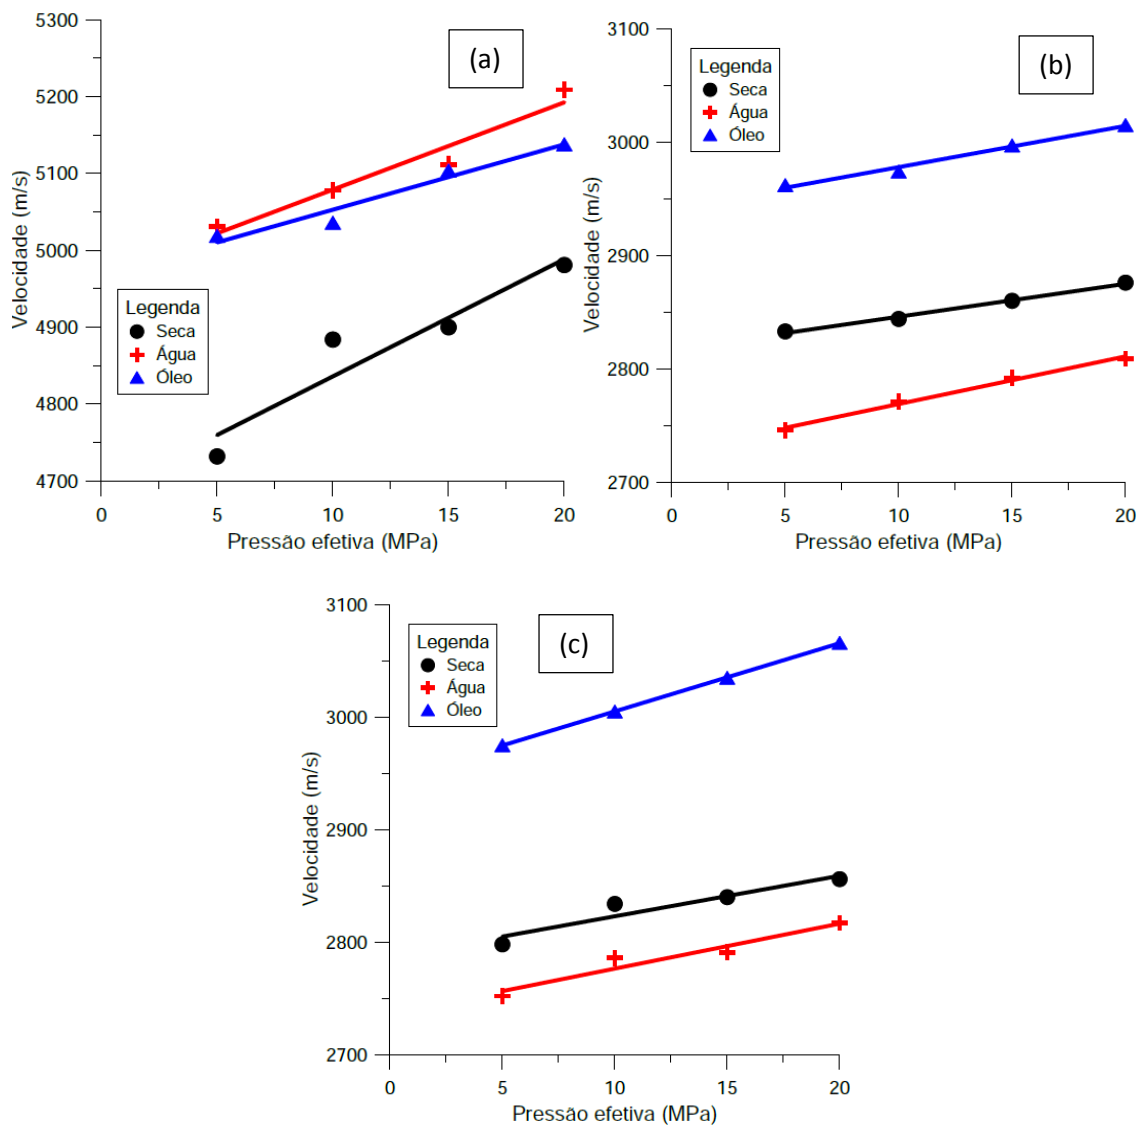 (a)
5300
5200
5100
5000
4900
4800
4700
Velocidade (m/s)
Legenda
Seca
Água
Óleo
0 5 10 15 20
Pressão efetiva (MPa)
(b)
3100
3000
2900
2800
2700
Velocidade (m/s)
Legenda
Seca
Água
Óleo
0 5 10 15 20
Pressão efetiva (MPa)
(c)
3100
3000
2900
2800
2700
Velocidade (m/s)
Legenda
Seca
Água
Óleo
0 5 10 15 20
Pressão efetiva (MPa)